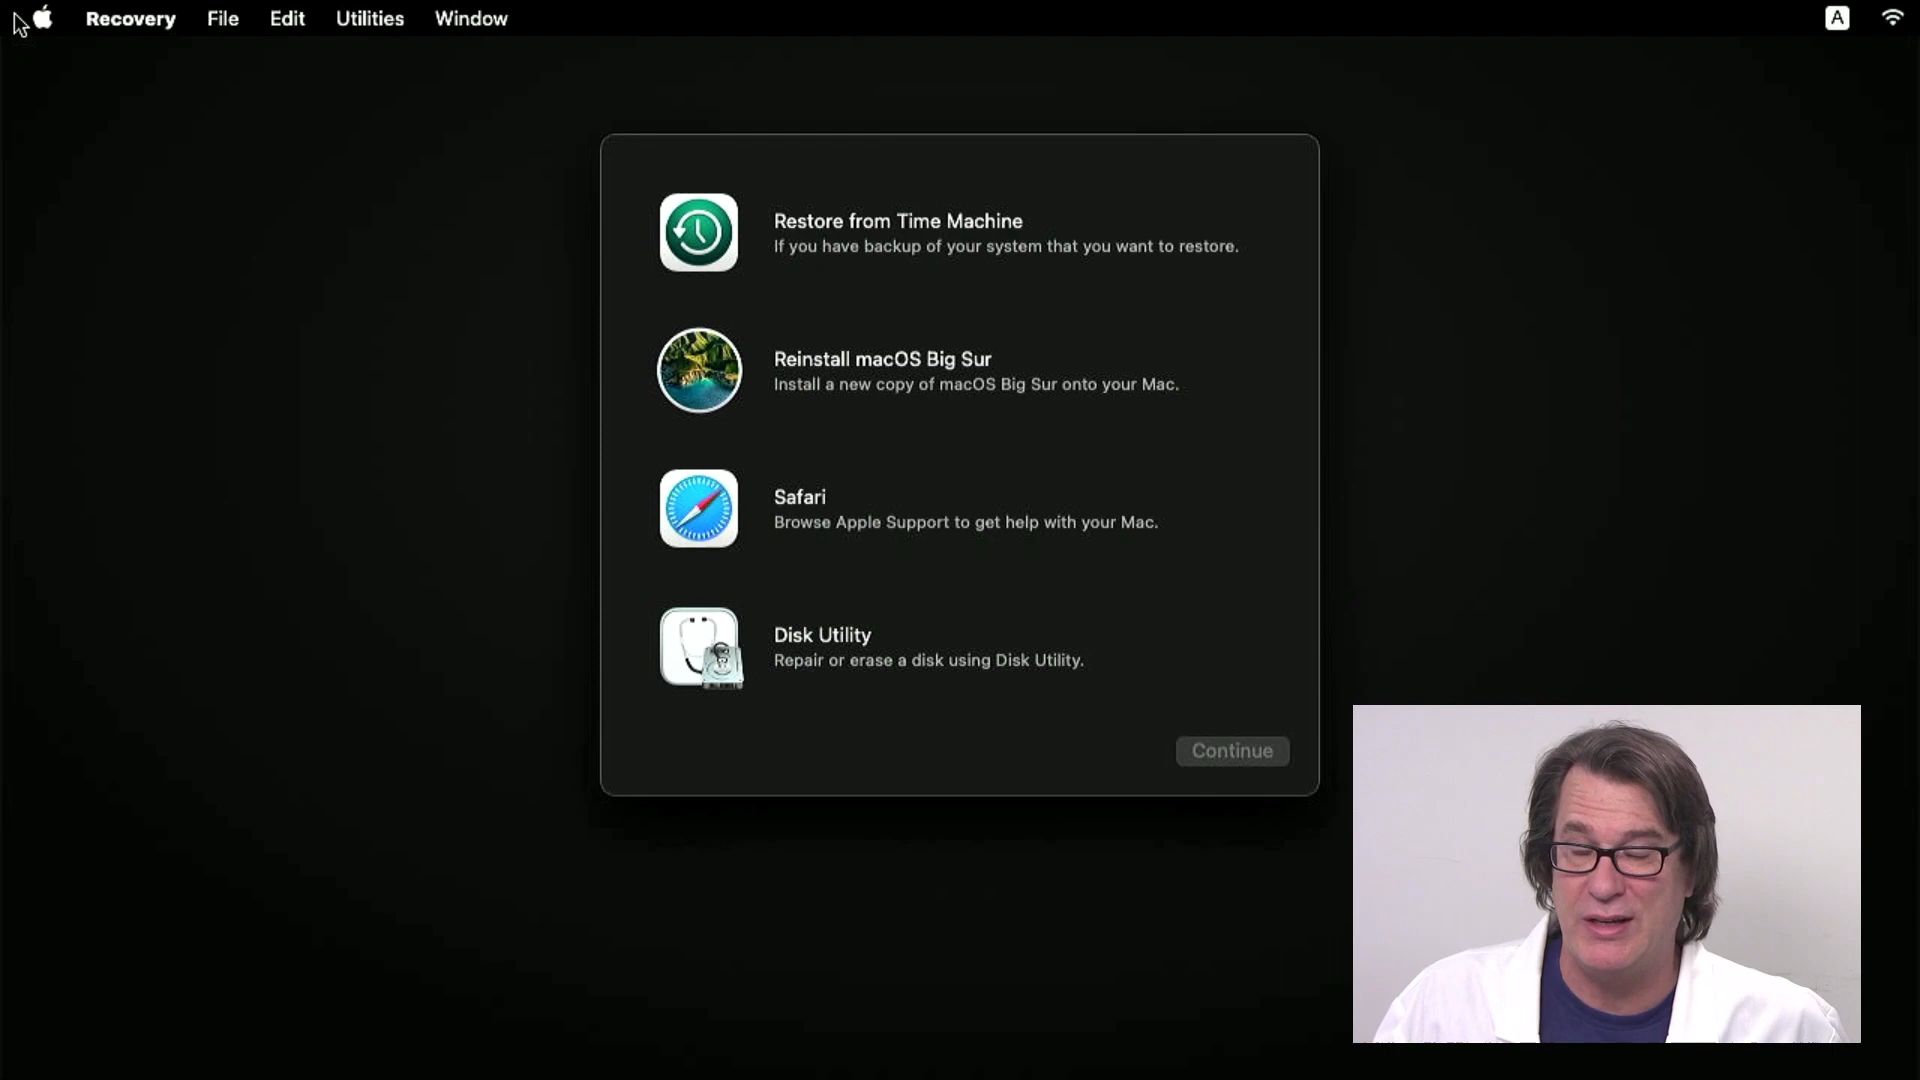 Recovery File Edit Utilities Window A
Restore from Time Machine
If you have backup of your system that you want to restore.
Reinstall macOS Big Sur
Install a new copy of macOS Big Sur onto your Mac.
Safari
Browse Apple Support to get help with your Mac.
Disk Utility
Repair or erase a disk using Disk Utility.
Continue